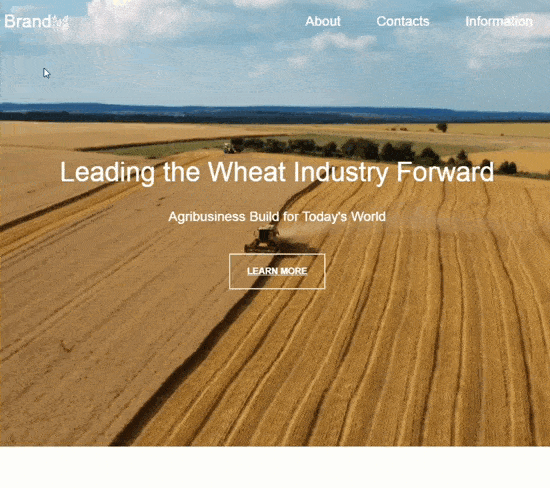 Brand
About Contacts Information
Leading the Wheat Industry Forward
Agribusiness Build for Today's World
LEARN MORE